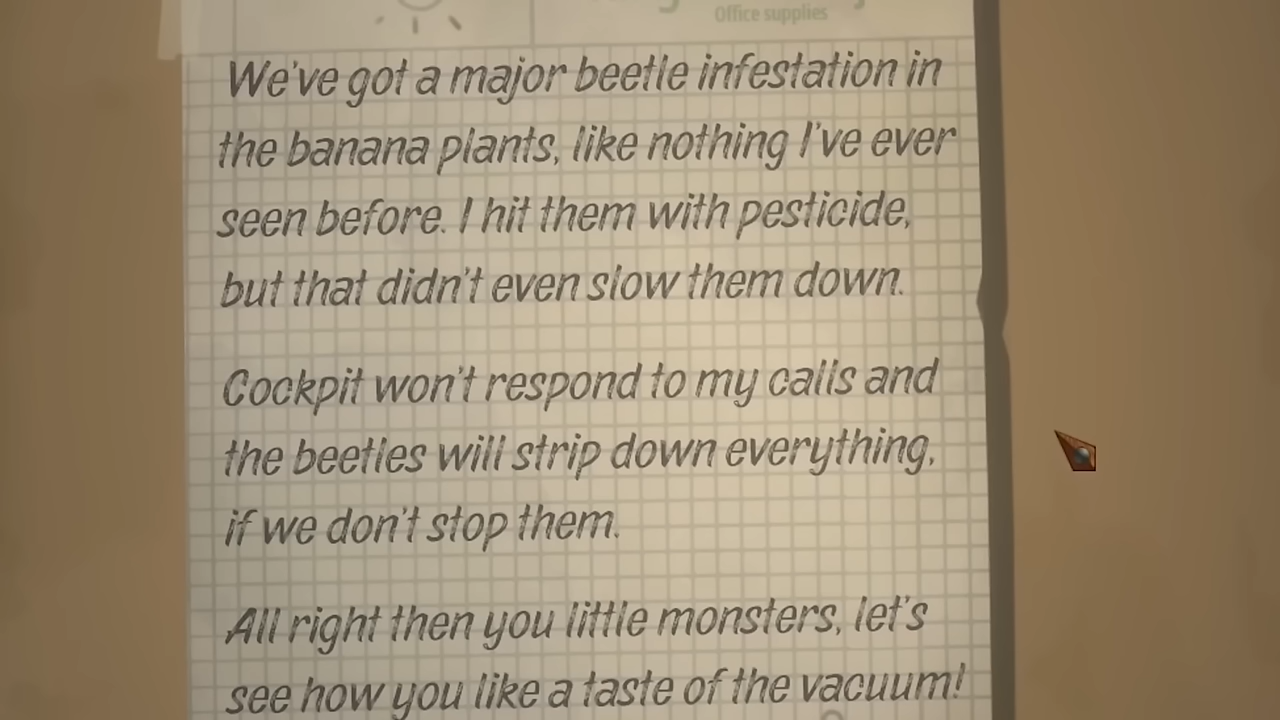 Office supplies
We've got a major beetle infestation in
the banana plants, like nothing I've ever
seen before. I hit them with pesticide,
but that didn't even slow them down.
Cockpit won't respond to my calls and
the beetles will strip down everything,
if we don't stop them.
All right then you little monsters, let's
see how you like a taste of the vacuum!